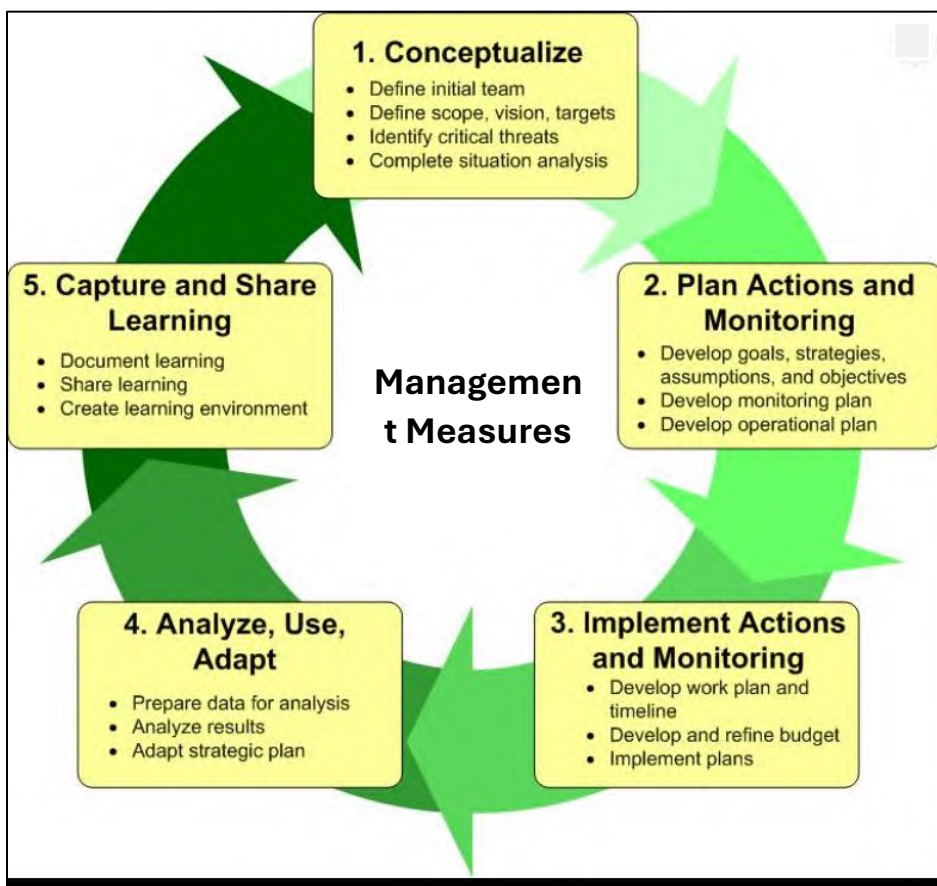 1. Conceptualize
• Define initial team
• Define scope, vision, targets
• Identify critical threats
• Complete situation analysis
2. Plan Actions and
Monitoring
• Develop goals, strategies,
assumptions, and objectives
• Develop monitoring plan
• Develop operational plan
3. Implement Actions
and Monitoring
• Develop work plan and
timeline
• Develop and refine budget
• Implement plans
4. Analyze, Use,
Adapt
• Prepare data for analysis
• Analyze results
• Adapt strategic plan
5. Capture and Share
Learning
• Document learning
• Share learning
• Create learning environment
Managemen
t Measures